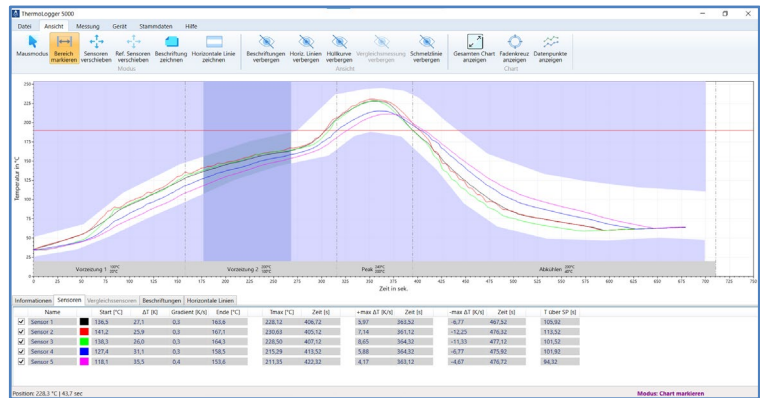 ThermoLogger 5000
Datei Ansicht Messung Gerät Stammdaten Hilfe
Mausmodus Bereich markieren Sensoren verschieben Ref. Sensoren verschieben Beschriftung zeichnen Horizontale Linie zeichnen Beschriftungen verbergen Horiz. Linien verbergen Hüllkurve verbergen Vergleichsmessung verbergen Schmelzlinie verbergen Gesamten Chart anzeigen Fadenkreuz anzeigen Datenpunkte anzeigen
Modus Ansicht Chart
Temperatur in °C
250
225
200
175
150
125
100
75
50
25
Vorzeistung 1 Vorzeistung 2 Peak Abkühlen
0 25 50 75 100 125 150 175 200 225 250 275 300 325 350 375 400 425 450 475 500 525 550 575 600 625 650 675 700 725 750
Zeit in sek.
Informationen Sensoren Vergleichssensoren Beschriftungen Horizontale Linien
Name Start [°C] ΔT [K] Gradient [K/s] Ende [°C] Tmax [°C] Zeit [s] +max ΔT [K/s] Zeit [s] -max ΔT [K/s] Zeit [s] T über SP [s]
Sensor 1 136,5 27,1 0,3 163,6 228,12 406,72 5,97 363,52 -6,77 467,52 105,92
Sensor 2 141,2 25,9 0,3 167,1 230,63 405,12 7,14 361,12 -12,25 476,32 113,52
Sensor 3 138,3 26,0 0,3 164,3 228,50 407,12 8,65 364,32 -11,33 477,12 101,52
Sensor 4 127,4 31,1 0,3 158,5 215,29 413,52 5,88 364,32 -6,77 475,92 101,92
Sensor 5 118,1 35,5 0,4 153,6 211,35 422,32 4,17 363,12 -4,67 476,72 94,32
Position: 228,3 °C | 43,7 sec Modus: Chart markieren